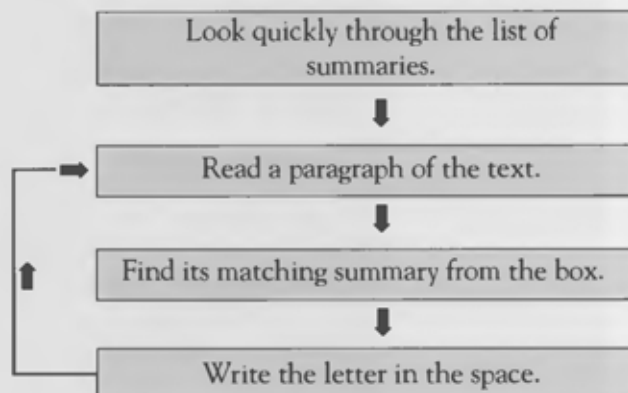 Look quickly through the list of
summaries.
Read a paragraph of the text.
Find its matching summary from the box.
Write the letter in the space.